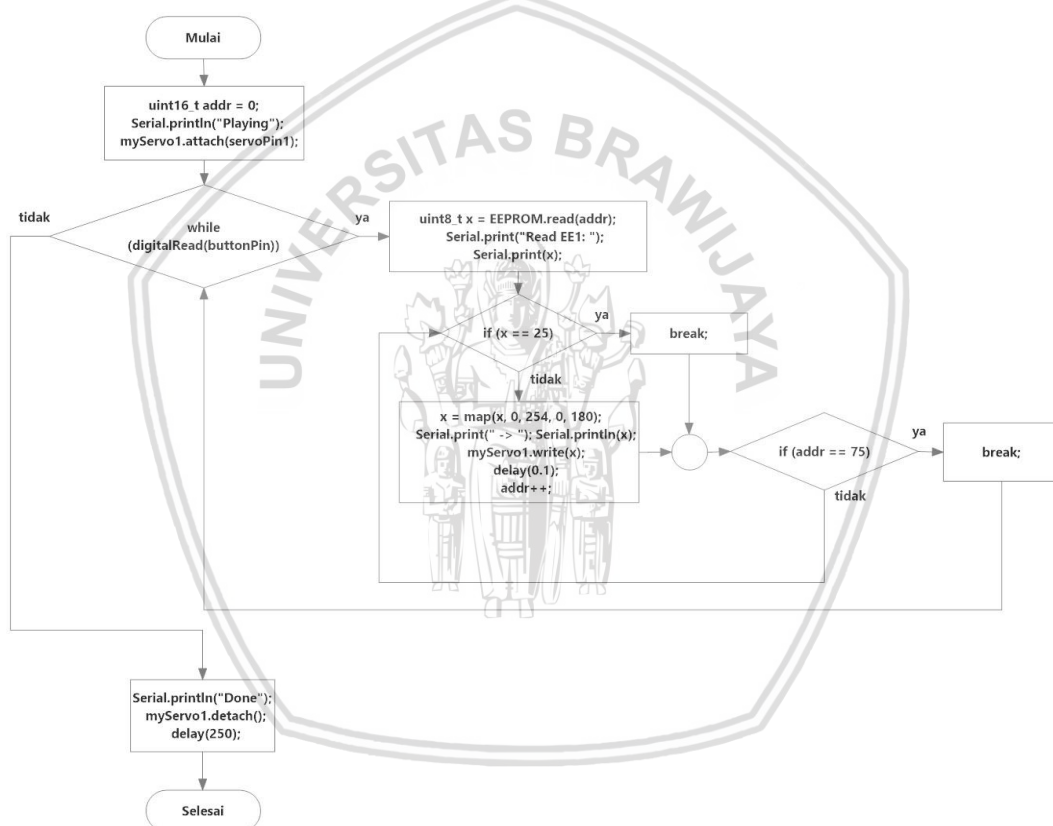 Mulai
uint16_t addr = 0;
Serial.println("Playing");
myServo1.attach(servoPin1);
tidak
while
(digitalRead(buttonPin))
ya
uint8_t x = EEPROM.read(addr);
Serial.print("Read EE1: ");
Serial.print(x);
if (x == 25)
ya
break;
tidak
x = map(x, 0, 254, 0, 180);
Serial.print(" -> "); Serial.println(x);
myServo1.write(x);
delay(0.1);
addr++;
if (addr == 75)
ya
break;
tidak
Serial.println("Done");
myServo1.detach();
delay(250);
Selesai
UNIVERSITAS BRAWIJAYA